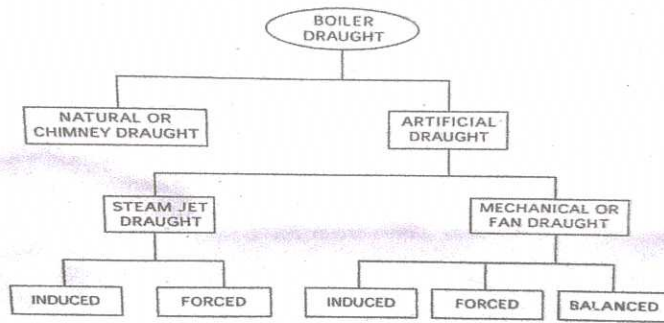 BOILER
DRAUGHT
NATURAL OR
CHIMNEY DRAUGHT
ARTIFICIAL
DRAUGHT
STEAM JET
DRAUGHT
MECHANICAL OR
FAN DRAUGHT
INDUCED
FORCED
INDUCED
FORCED
BALANCED